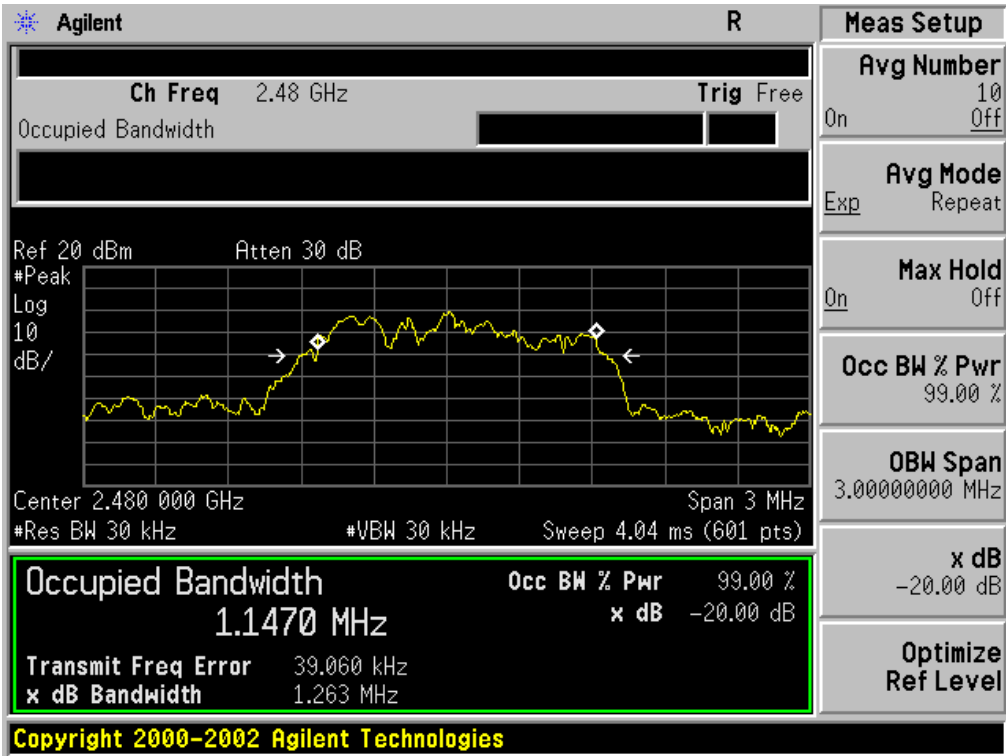 Agilent R
Ch Freq 2.48 GHz Trig Free
Occupied Bandwidth
Ref 20 dBm Atten 30 dB
#Peak
Log
10
dB/
Center 2.480 000 GHz Span 3 MHz
#Res BW 30 kHz #VBW 30 kHz Sweep 4.04 ms (601 pts)
Occupied Bandwidth Occ BW % Pwr 99.00 %
1.1470 MHz x dB -20.00 dB
Transmit Freq Error 39.060 kHz
x dB Bandwidth 1.263 MHz
Copyright 2000-2002 Agilent Technologies
Meas Setup
Avg Number
10
On Off
Avg Mode
Exp Repeat
Max Hold
On Off
Occ BW % Pwr
99.00 %
OBW Span
3.00000000 MHz
x dB
-20.00 dB
Optimize
Ref Level